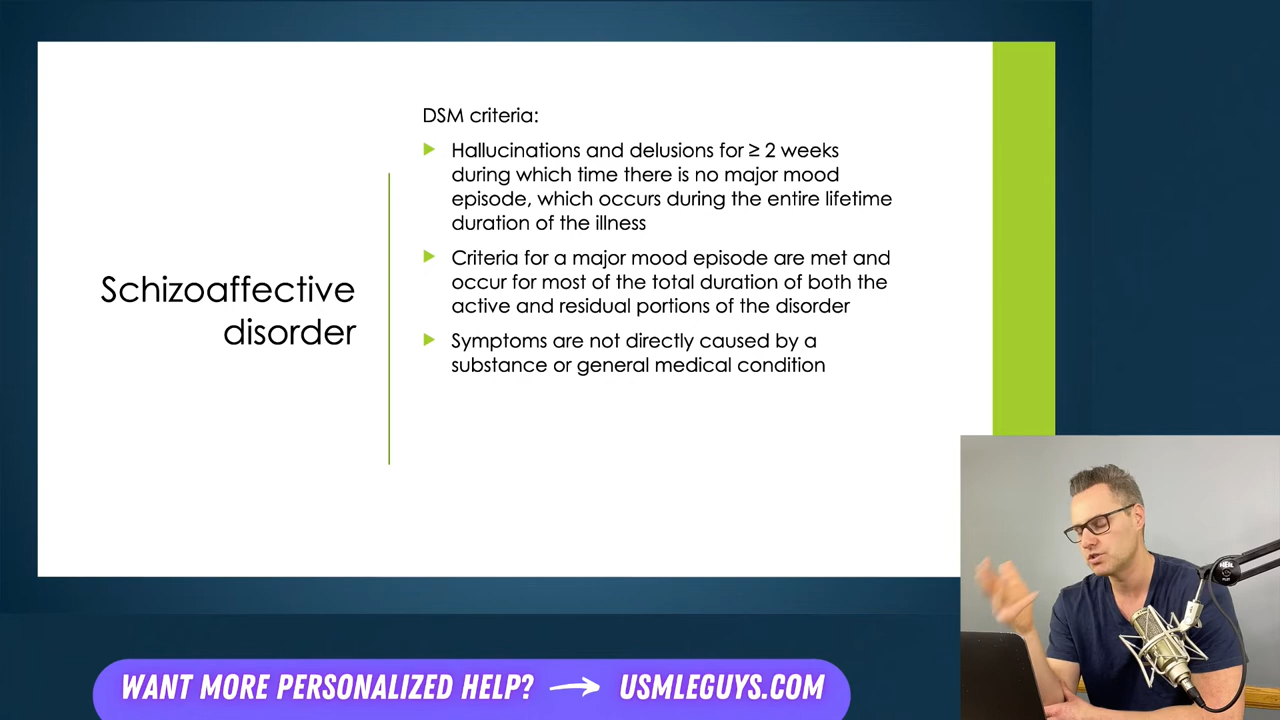 DSM criteria:
Hallucinations and delusions for ≥ 2 weeks
during which time there is no major mood
episode, which occurs during the entire lifetime
duration of the illness
Criteria for a major mood episode are met and
occur for most of the total duration of both the
active and residual portions of the disorder
Symptoms are not directly caused by a
substance or general medical condition
Schizoaffective
disorder
HEIL
WANT MORE PERSONALIZED HELP? → USMLEGUYS.COM